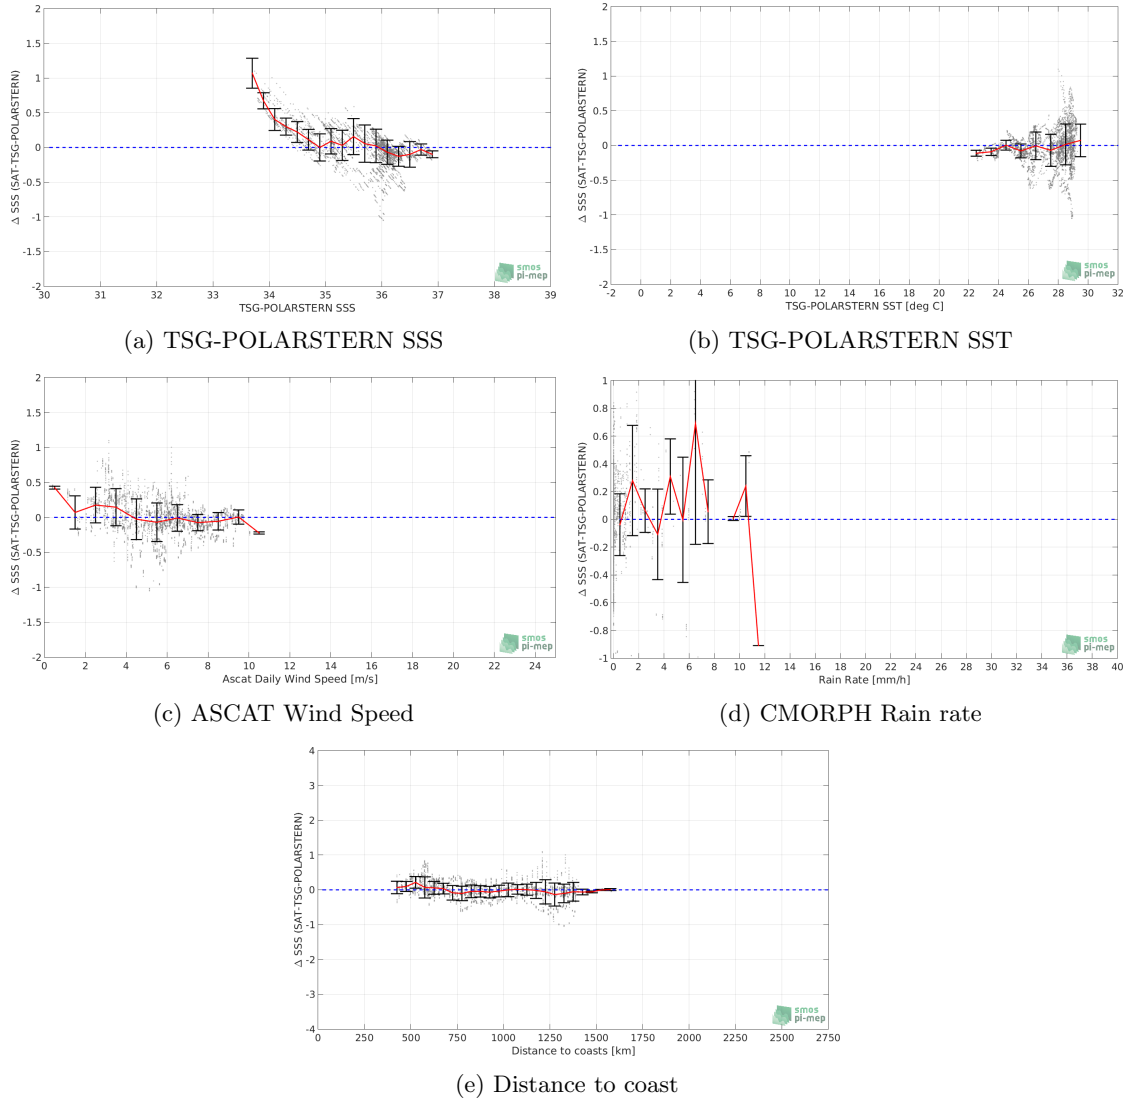 2
1.5
1
0.5
0
-0.5
-1
-1.5
-2
Δ SSS (SAT-TSG-POLARSTERN)
30 31 32 33 34 35 36 37 38 39
TSG-POLARSTERN SSS
smos
pi-mep
(a) TSG-POLARSTERN SSS
2
1.5
1
0.5
0
-0.5
-1
-1.5
-2
Δ SSS (SAT-TSG-POLARSTERN)
-2 0 2 4 6 8 10 12 14 16 18 20 22 24 26 28 30 32
TSG-POLARSTERN SST [deg C]
smos
pi-mep
(b) TSG-POLARSTERN SST
2
1.5
1
0.5
0
-0.5
-1
-1.5
-2
Δ SSS (SAT-TSG-POLARSTERN)
0 2 4 6 8 10 12 14 16 18 20 22 24
Ascat Daily Wind Speed [m/s]
smos
pi-mep
(c) ASCAT Wind Speed
1
0.8
0.6
0.4
0.2
0
-0.2
-0.4
-0.6
-0.8
-1
Δ SSS (SAT-TSG-POLARSTERN)
0 2 4 6 8 10 12 14 16 18 20 22 24 26 28 30 32 34 36 38 40
Rain Rate [mm/h]
smos
pi-mep
(d) CMORPH Rain rate
4
3
2
1
0
-1
-2
-3
-4
Δ SSS (SAT-TSG-POLARSTERN)
0 250 500 750 1000 1250 1500 1750 2000 2250 2500 2750
Distance to coasts [km]
smos
pi-mep
(e) Distance to coast